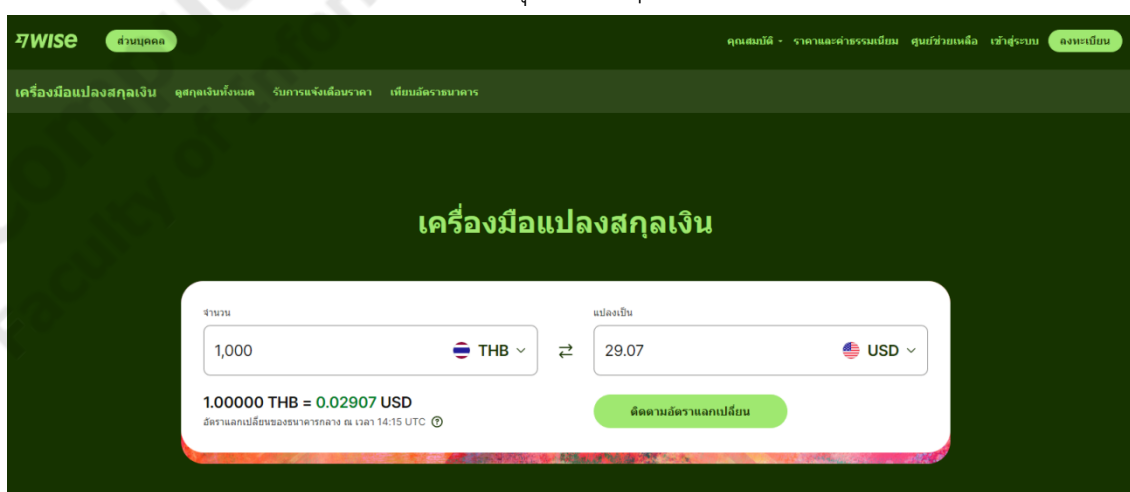 7WISE
ส่วนบุคคล
คุณสมบัติ
ราคาและค่าธรรมเนียม
ศูนย์ช่วยเหลือ
เข้าสู่ระบบ
ลงทะเบียน
เครื่องมือแปลงสกุลเงิน
ดูสกุลเงินทั้งหมด
รับการแจ้งเตือนราคา
เทียบอัตราธนาคาร
เครื่องมือแปลงสกุลเงิน
จำนวน
แปลงเป็น
1,000
THB
29.07
USD
1.00000 THB = 0.02907 USD
อัตราแลกเปลี่ยนของธนาคารกลาง ณ เวลา 14:15 UTC
ติดตามอัตราแลกเปลี่ยน
Faculty of Infor